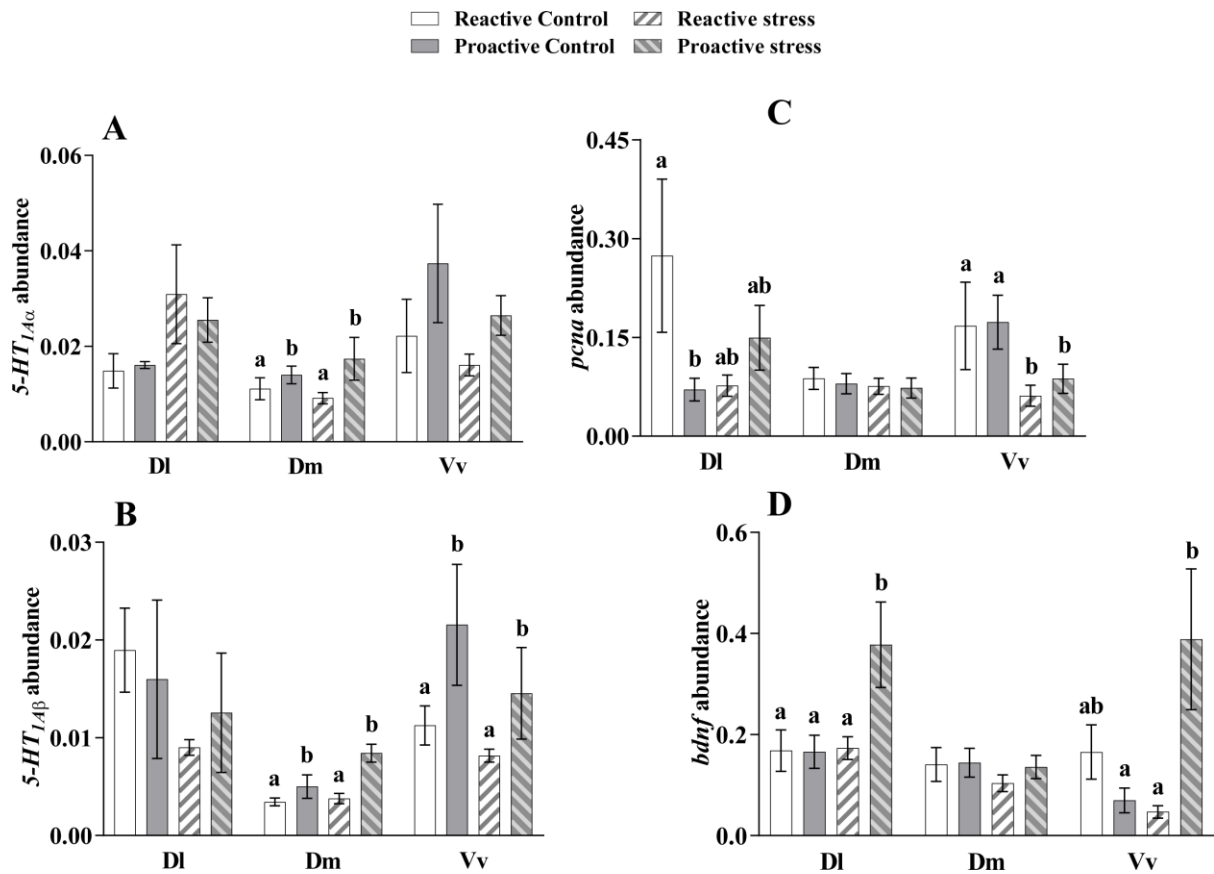 Reactive Control Reactive stress
Proactive Control Proactive stress
A
5-HT1Aα abundance
0.06
0.04
0.02
0.00
a b a b
Dl Dm Vv
B
5-HT1Aβ abundance
0.03
0.02
0.01
0.00
a b a b a b a b
Dl Dm Vv
C
pcna abundance
0.45
0.30
0.15
0.00
a b ab ab a a b b
Dl Dm Vv
D
bdnf abundance
0.6
0.4
0.2
0.0
a a a b ab a a b
Dl Dm Vv